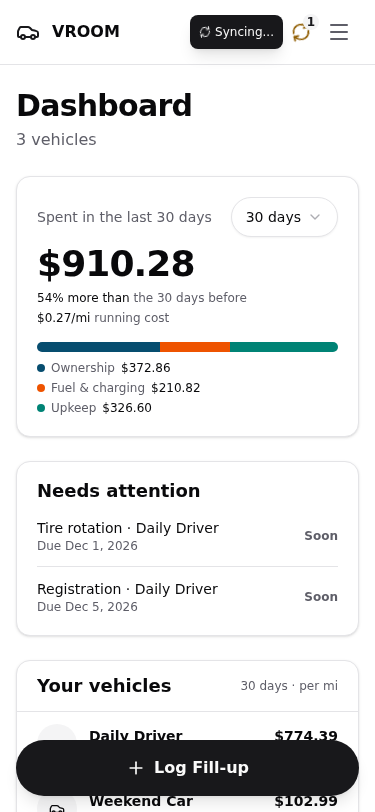 VROOM
Syncing...
1
Dashboard
3 vehicles
Spent in the last 30 days
30 days
$910.28
54% more than the 30 days before
$0.27/mi running cost
Ownership $372.86
Fuel & charging $210.82
Upkeep $326.60
Needs attention
Tire rotation · Daily Driver
Soon
Due Dec 1, 2026
Registration · Daily Driver
Soon
Due Dec 5, 2026
Your vehicles
30 days · per mi
Daily Driver $774.39
Log Fill-up
Weekend Car $102.99